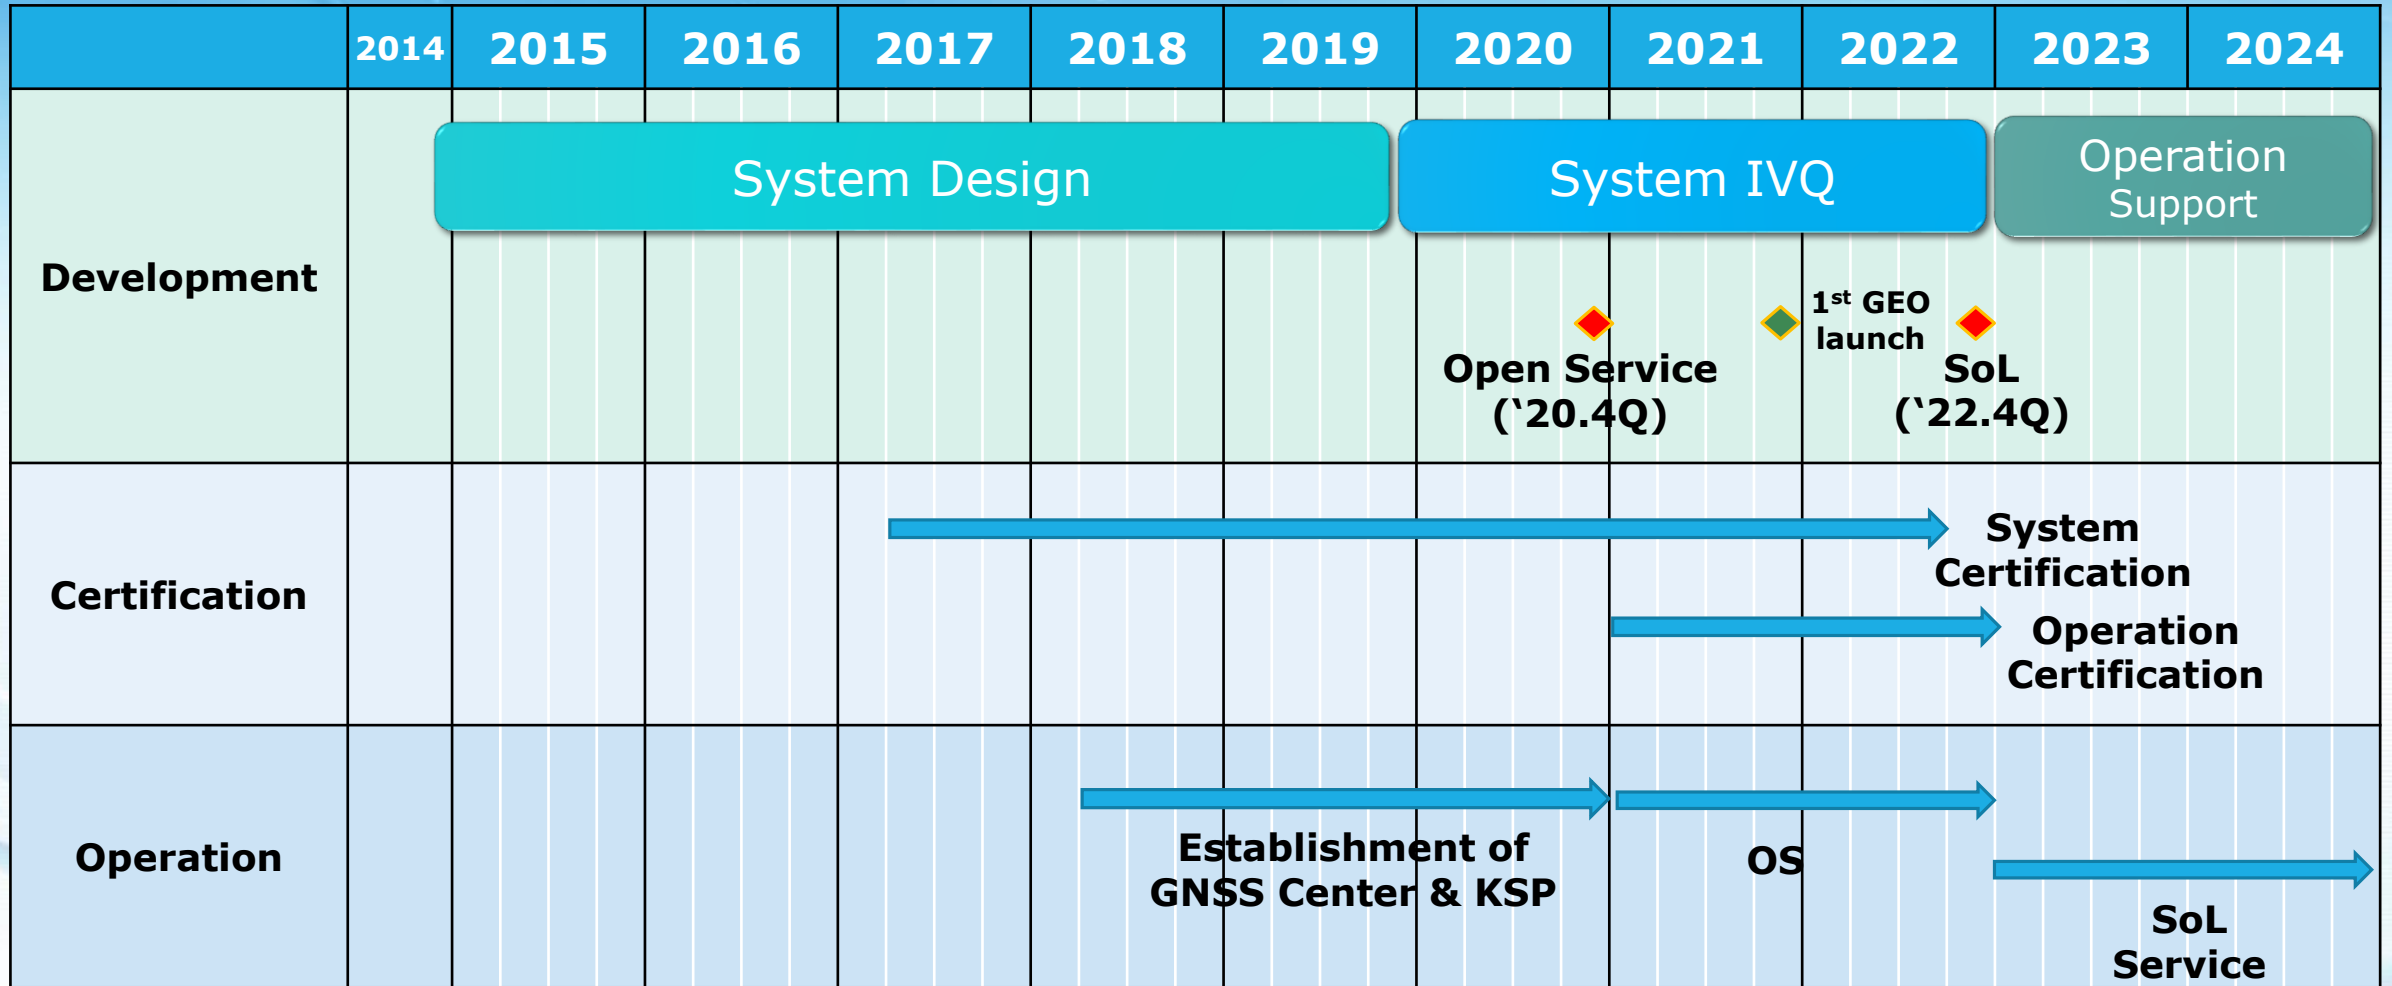 2014 2015 2016 2017 2018 2019 2020 2021 2022 2023 2024
Development
System Design
System IVQ
Operation
Support
1st GEO
launch
Open Service
(‘20.4Q)
SoL
(‘22.4Q)
Certification
System
Certification
Operation
Certification
Operation
Establishment of
GNSS Center & KSP
OS
SoL
Service